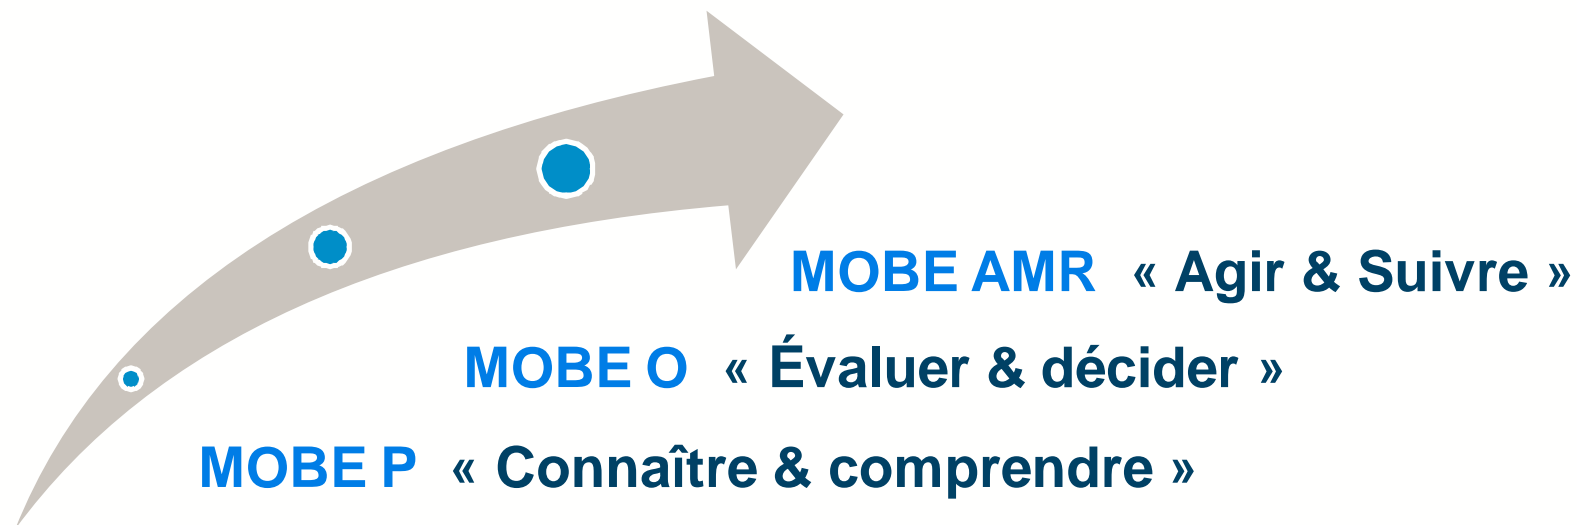 MOBE AMR « Agir & Suivre »
MOBE O « Évaluer & décider »
MOBE P « Connaître & comprendre »